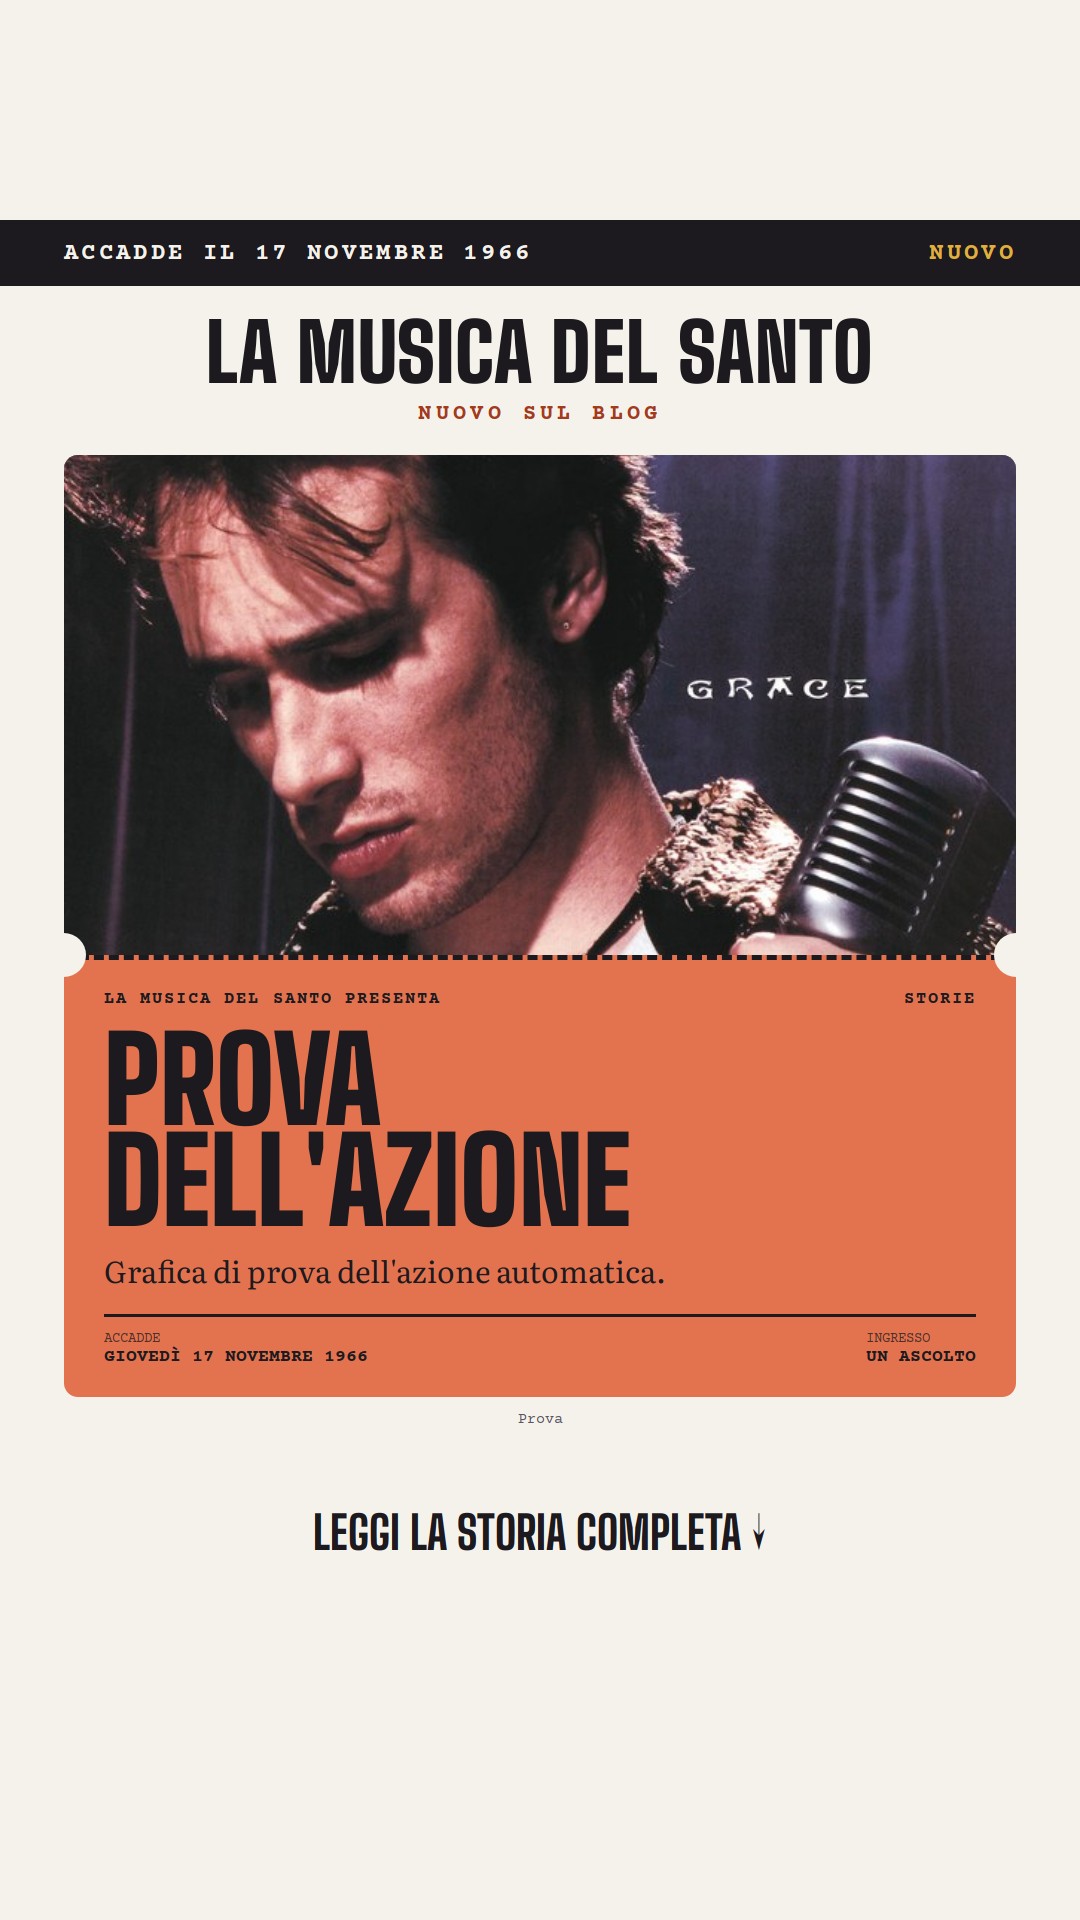 ACCADDE IL 17 NOVEMBRE 1966
NUOVO
LA MUSICA DEL SANTO
NUOVO SUL BLOG
GRACE
LA MUSICA DEL SANTO PRESENTA
STORIE
PROVA
DELL'AZIONE
Grafica di prova dell'azione automatica.
ACCADDE
INGRESSO
GIOVEDÌ 17 NOVEMBRE 1966
UN ASCOLTO
Prova
LEGGI LA STORIA COMPLETA ↓